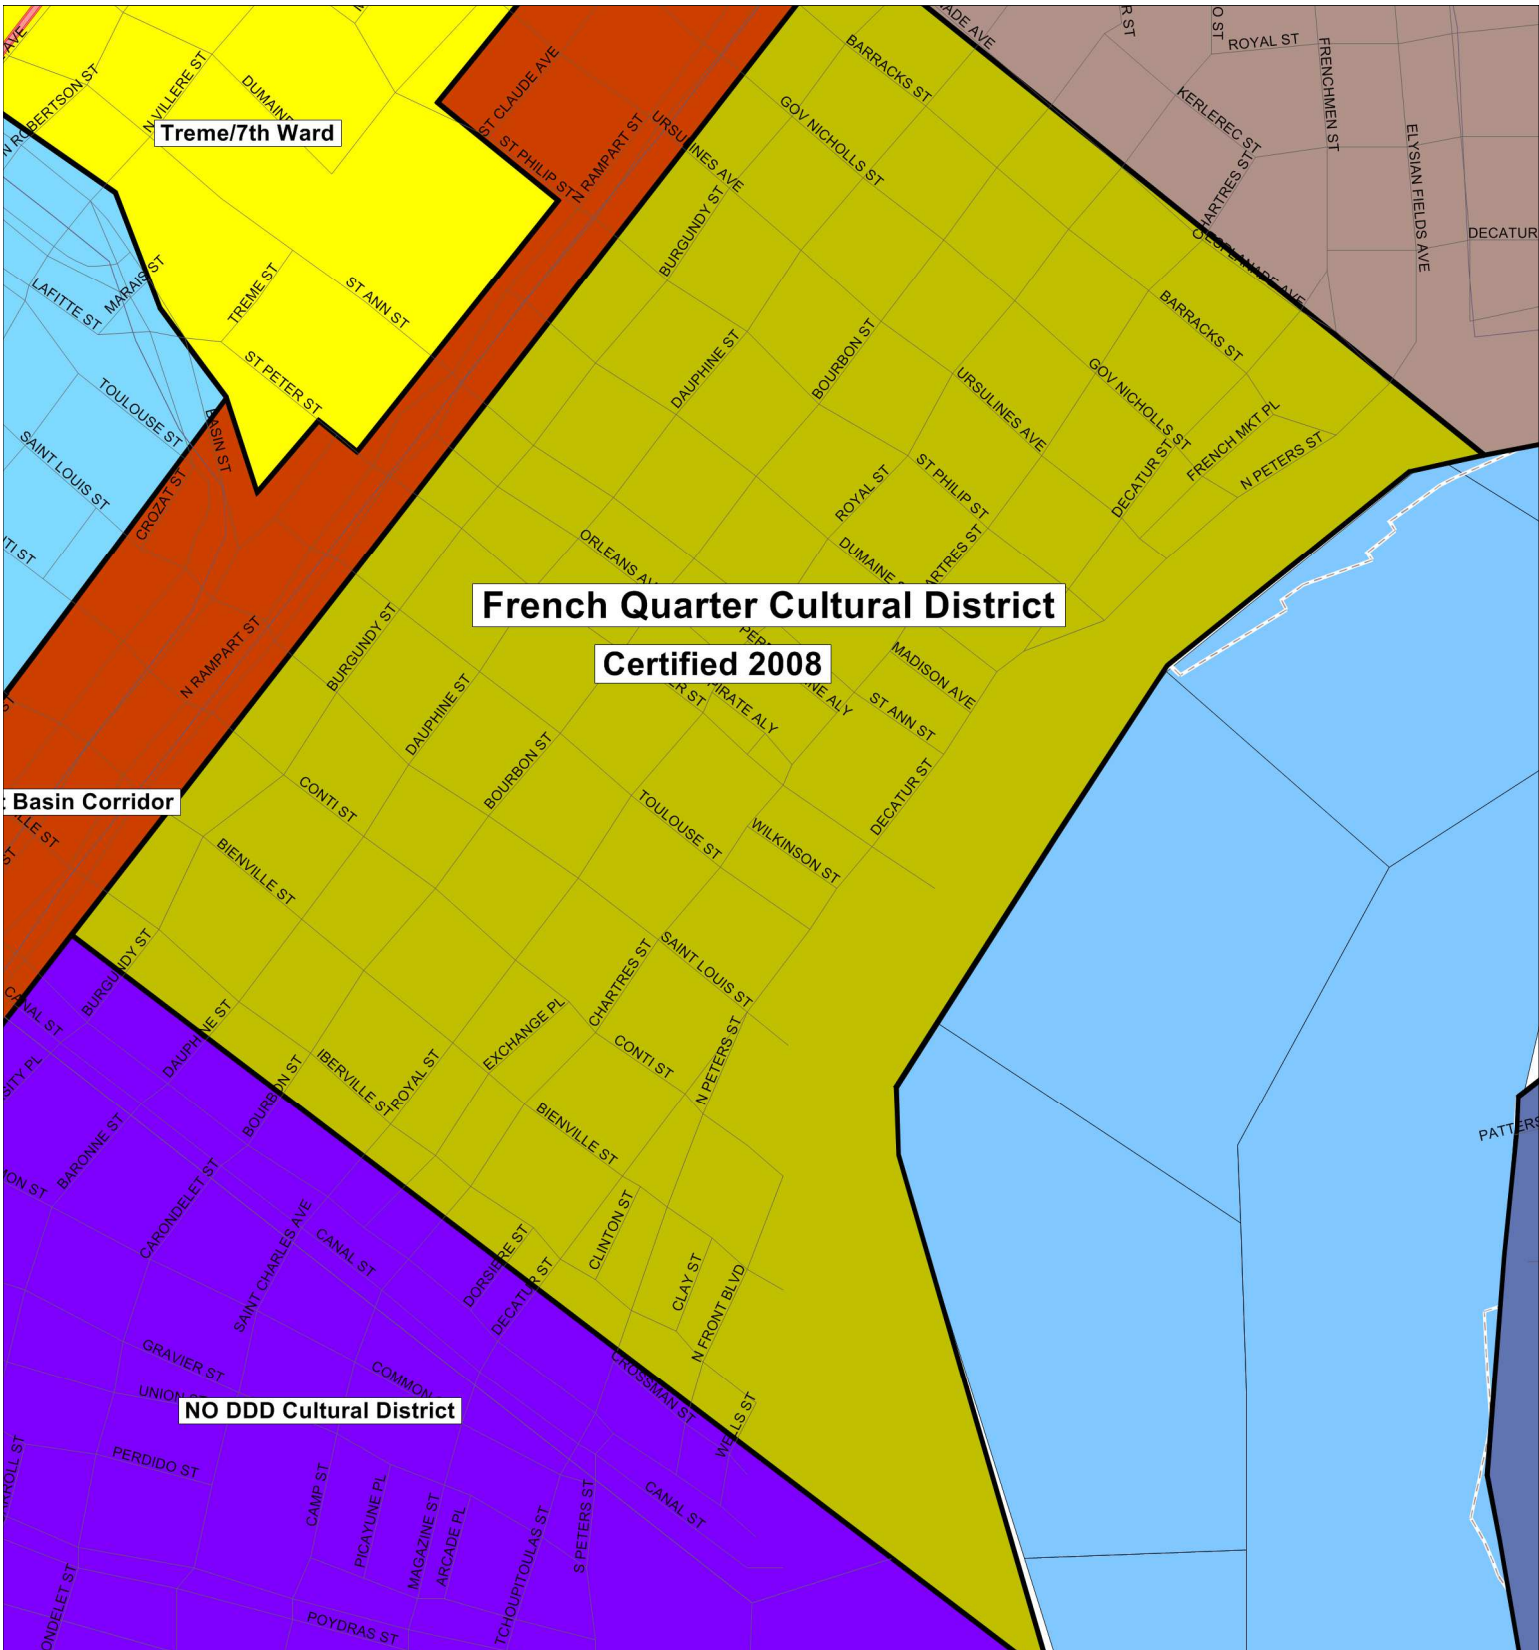 ROYAL ST
BARRACKS ST
KERLEREC ST
FRENCHMEN ST
N ROBERTSON ST
N VILLERE ST
ST CLAUDE AVE
GOV NICHOLLS ST
ELYSIAN FIELDS AVE
Treme/7th Ward
ST PHILIP ST
N RAMPART ST
URSULINES AVE
BURGUNDY ST
DECATUR
LAFITTE ST
MARAIS ST
TREME ST
ST ANN ST
BARRACKS ST
ST PETER ST
DAUPHINE ST
BOURBON ST
URSULINES AVE
GOV NICHOLLS ST
TOULOUSE ST
BASIN ST
FRENCH MKT PL
N PETERS ST
SAINT LOUIS ST
CROZAT ST
ROYAL ST
ST PHILIP ST
DECATUR ST
DUMAINE
French Quarter Cultural District
Certified 2008
BURGUNDY ST
N RAMPART ST
MADISON AVE
DAUPHINE ST
ST ANN ST
BOURBON ST
Basin Corridor
CONTI ST
TOULOUSE ST
WILKINSON ST
DECATUR ST
BIENVILLE ST
BURGUNDY ST
CHARTRES ST
SAINT LOUIS ST
CANAL ST
DAUPHINE ST
EXCHANGE PL
N PETERS ST
IBERVILLE ST
ROYAL ST
CONTI ST
BOURBON ST
BARONNE ST
BIENVILLE ST
CARONDELET ST
SAINT CHARLES AVE
CANAL ST
DORSIERE ST
DECATUR ST
CLINTON ST
CLAY ST
N FRONT BLVD
GRAVIER ST
COMMON
CROSSMAN ST
NO DDD Cultural District
WELLS ST
PERDIDO ST
CAMP ST
PICAYUNE PL
MAGAZINE ST
ARCADE PL
TCHOUPITOULAS ST
S PETERS ST
CANAL ST
POYDRAS ST